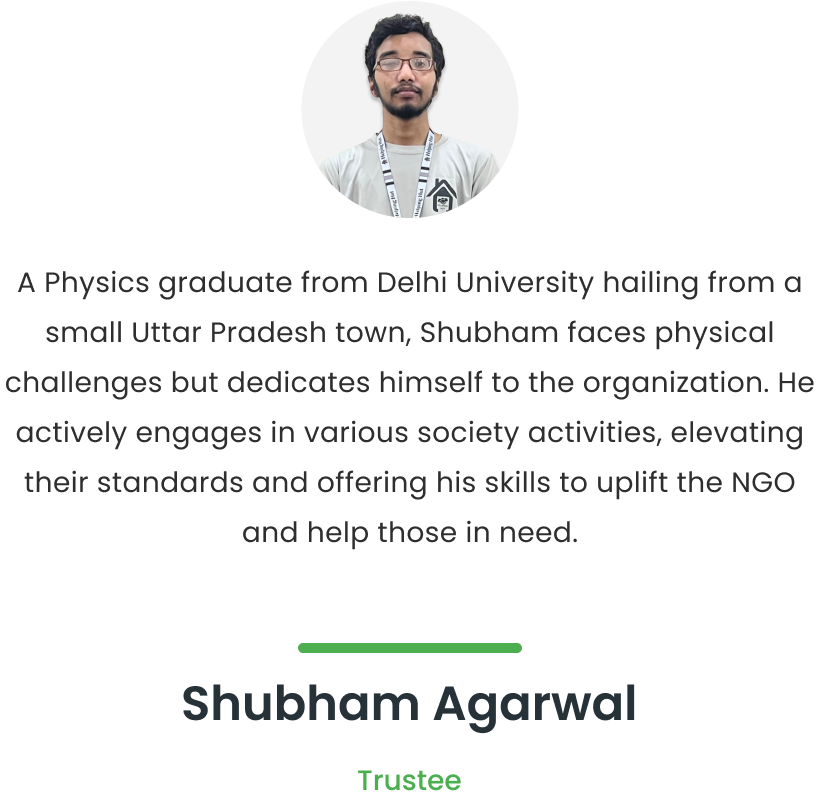 A Physics graduate from Delhi University hailing from a
small Uttar Pradesh town, Shubham faces physical
challenges but dedicates himself to the organization. He
actively engages in various society activities, elevating
their standards and offering his skills to uplift the NGO
and help those in need.
Shubham Agarwal
Trustee